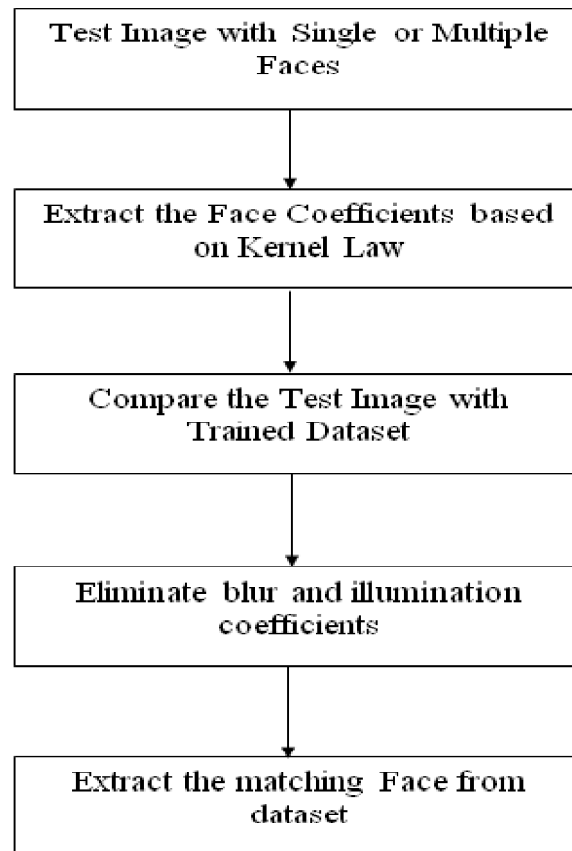 Test Image with Single or Multiple
Faces
Extract the Face Coefficients based
on Kernel Law
Compare the Test Image with
Trained Dataset
Eliminate blur and illumination
coefficients
Extract the matching Face from
dataset